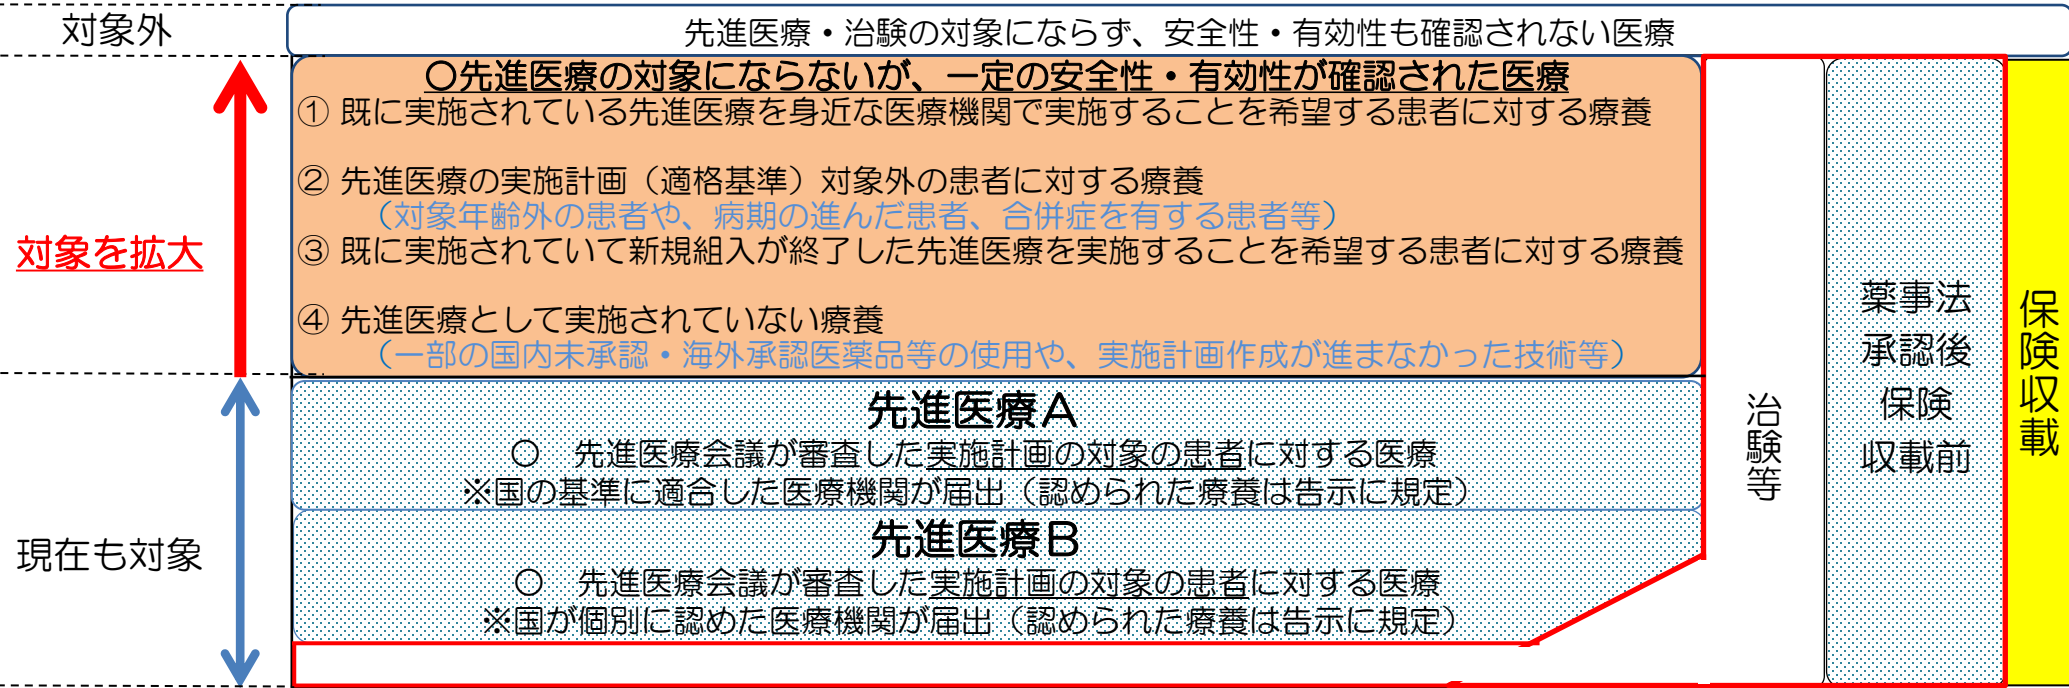 対象外
先進医療・治験の対象にならず、安全性・有効性も確認されない医療
対象を拡大
〇先進医療の対象にならないが、一定の安全性・有効性が確認された医療
① 既に実施されている先進医療を身近な医療機関で実施することを希望する患者に対する療養
② 先進医療の実施計画（適格基準）対象外の患者に対する療養
（対象年齢外の患者や、病期の進んだ患者、合併症を有する患者等）
③ 既に実施されていて新規組入が終了した先進医療を実施することを希望する患者に対する療養
④ 先進医療として実施されていない療養
（一部の国内未承認・海外承認医薬品等の使用や、実施計画作成が進まなかった技術等）
現在も対象
先進医療Ａ
〇　先進医療会議が審査した実施計画の対象の患者に対する医療
※国の基準に適合した医療機関が届出（認められた療養は告示に規定）
先進医療Ｂ
〇　先進医療会議が審査した実施計画の対象の患者に対する医療
※国が個別に認めた医療機関が届出（認められた療養は告示に規定）
治験等
薬事法
承認後
保険
収載前
保険収載